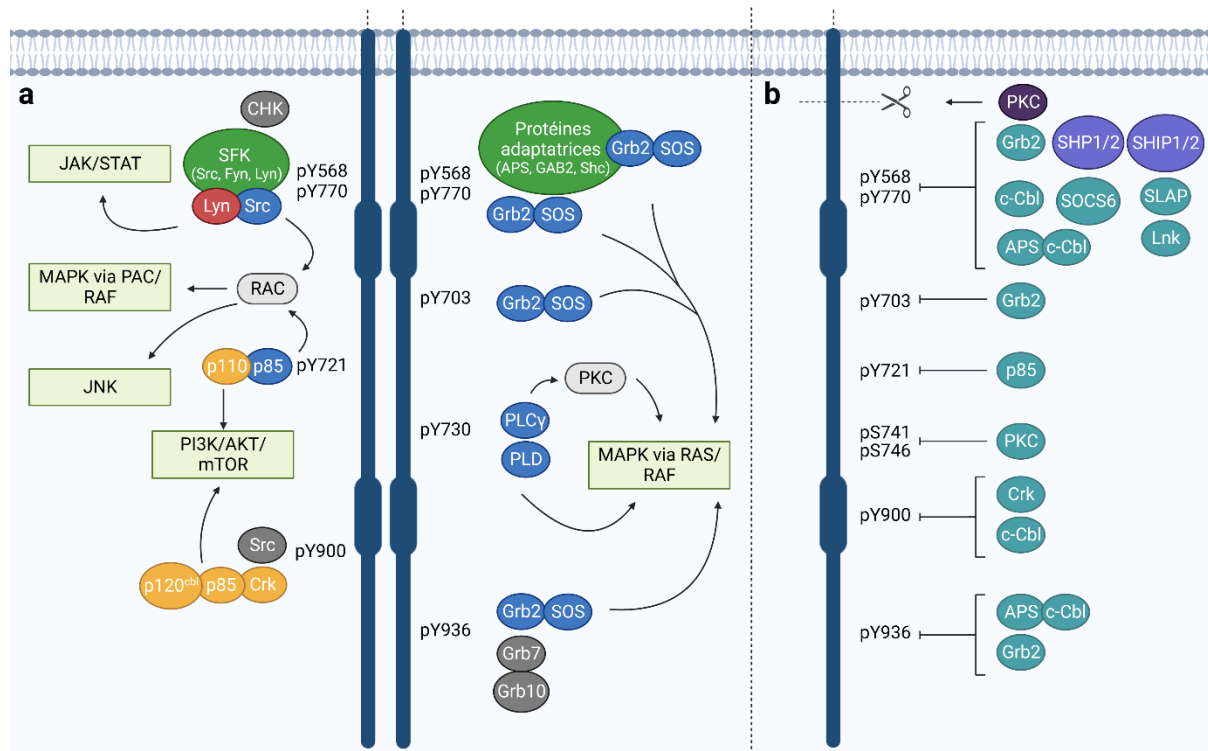 a
CHK
SFK
(Src, Fyn, Lyn)
Lyn
Src
pY568
pY770
JAK/STAT
MAPK via PAC/
RAF
RAC
JNK
p110
p85
pY721
PI3K/AKT/
mTOR
Src
pY900
p120cbl
p85
Crk
Protéines
adaptatrices
(APS, GAB2, Shc)
Grb2
SOS
pY568
pY770
Grb2
SOS
pY703
Grb2
SOS
PKC
pY730
PLCγ
PLD
MAPK via RAS/
RAF
Grb2
SOS
pY936
Grb7
Grb10
b
PKC
pY568
pY770
Grb2
SHP1/2
SHIP1/2
c-Cbl
SOCS6
SLAP
APS
c-Cbl
Lnk
pY703
Grb2
pY721
p85
pS741
pS746
PKC
pY900
Crk
c-Cbl
pY936
APS
c-Cbl
Grb2